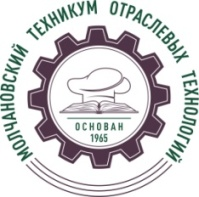 МОЛЧАНОВСКИЙ ТЕХНИКУМ ОТРАСЛЕВЫХ ТЕХНОЛОГИЙ
ОСНОВАН
1965